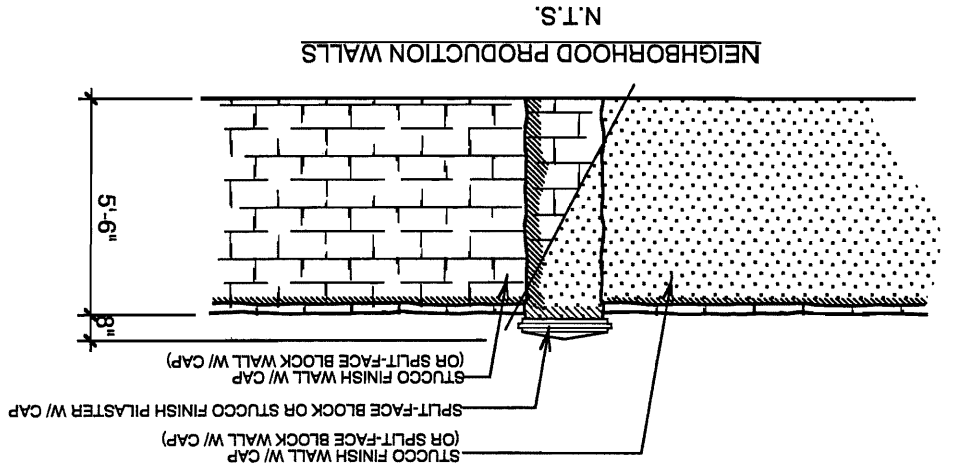 STUCCO FINISH WALL W/ CAP
(OR SPLIT-FACE BLOCK WALL W/ CAP)
SPLIT-FACE BLOCK OR STUCCO FINISH PILASTER W/ CAP
STUCCO FINISH WALL W/ CAP
(OR SPLIT-FACE BLOCK WALL W/ CAP)
8"
5'-6"
NEIGHBORHOOD PRODUCTION WALLS
N.T.S.